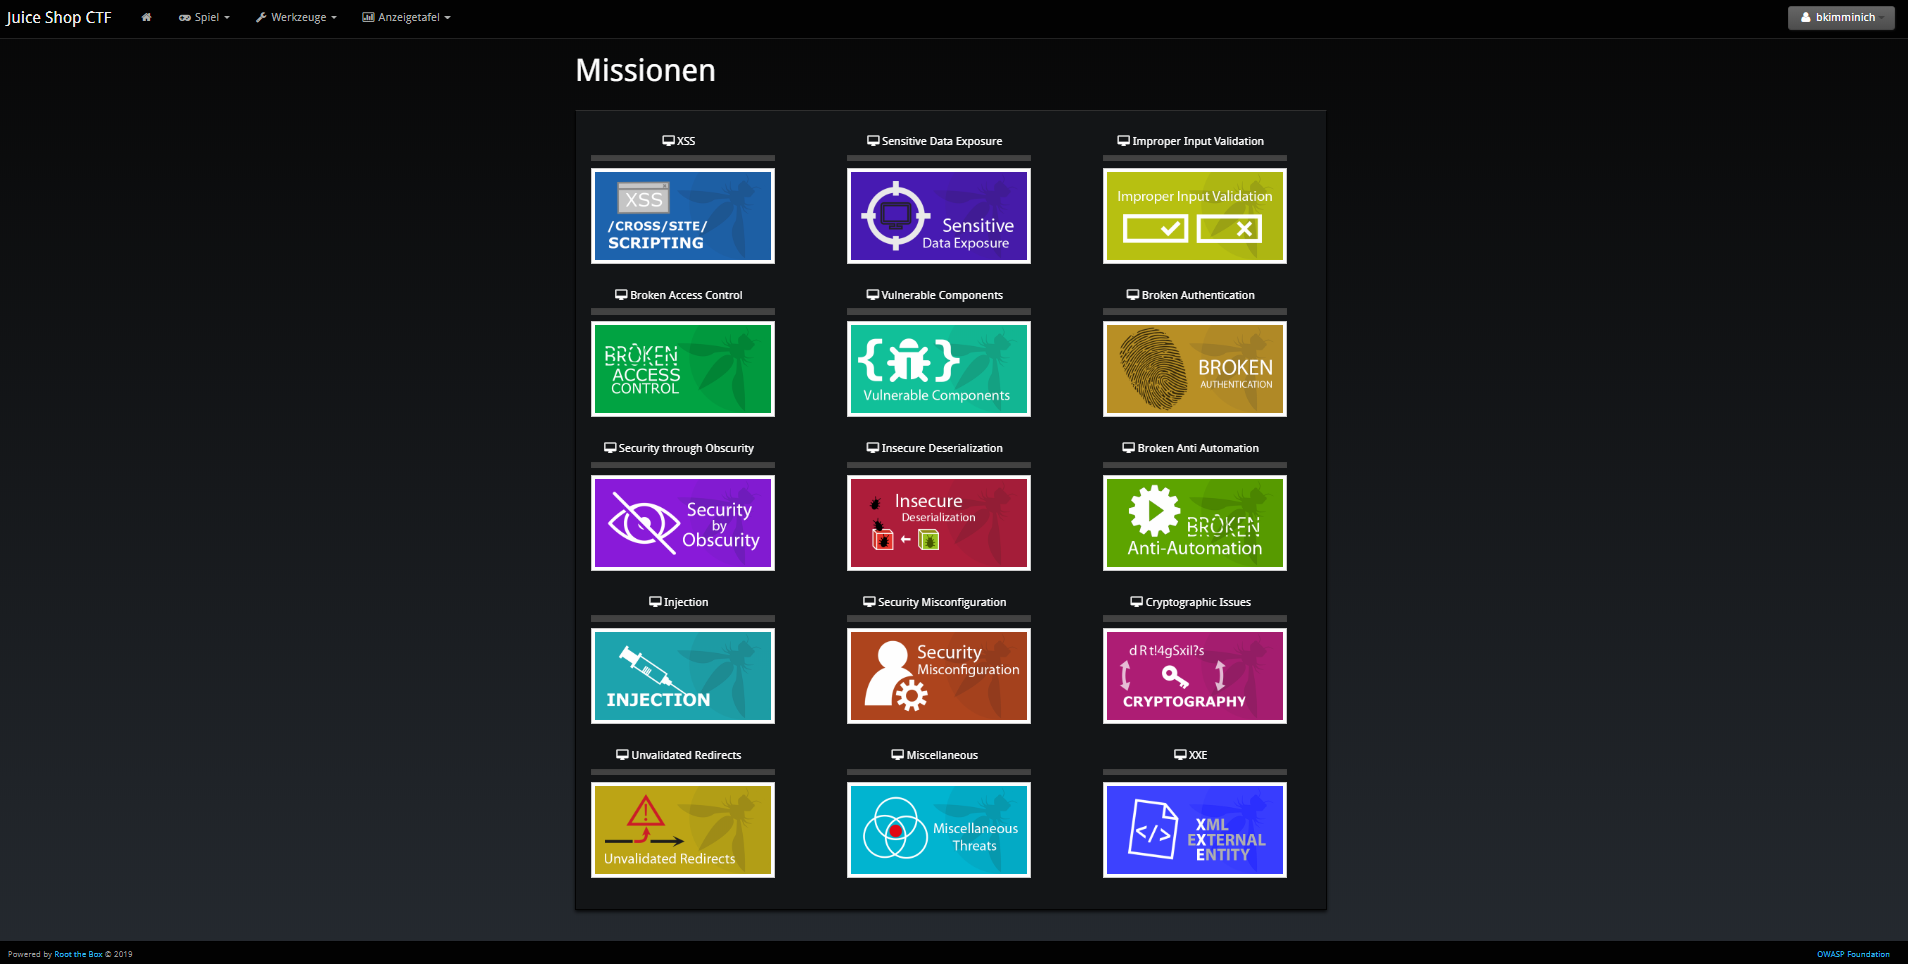 Juice Shop CTF Spiel Werkzeuge Anzeigetafel bkimminich
Missionen
XSS Sensitive Data Exposure Improper Input Validation
XSS
/CROSS/SITE/
SCRIPTING
Sensitive
Data Exposure
Improper Input Validation
Broken Access Control Vulnerable Components Broken Authentication
BROKEN
ACCESS
CONTROL
Vulnerable Components
BROKEN
AUTHENTICATION
Security through Obscurity Insecure Deserialization Broken Anti Automation
Security
by
Obscurity
Insecure
Deserialization
BROKEN
Anti-Automation
Injection Security Misconfiguration Cryptographic Issues
INJECTION
Security
Misconfiguration
d R t!4gSxil?s
CRYPTOGRAPHY
Unvalidated Redirects Miscellaneous XXE
Unvalidated Redirects
Miscellaneous
Threats
</>
XML
EXTERNAL
ENTITY
Powered by Root the Box © 2019 OWASP Foundation